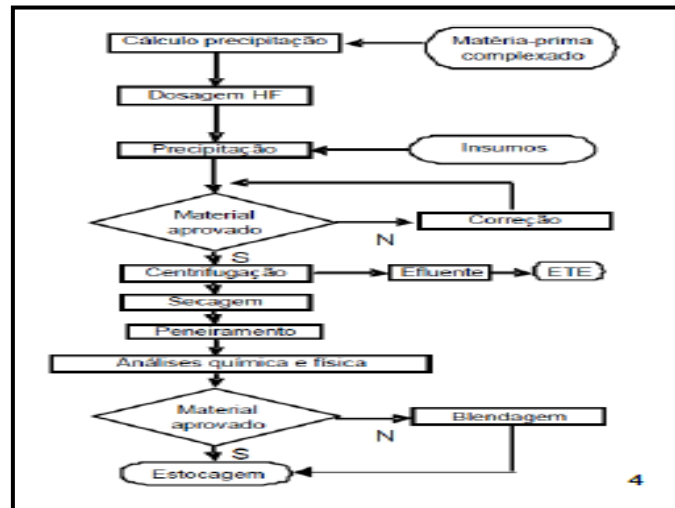 Cálculo precipitação
Matéria-prima
complexado
Dosagem HF
Precipitação
Insumos
Material
aprovado
N
Correção
S
Centrifugação
Efluente
ETE
Secagem
Peneiramento
Análises química e física
Material
aprovado
N
Blendagem
S
Estocagem
4